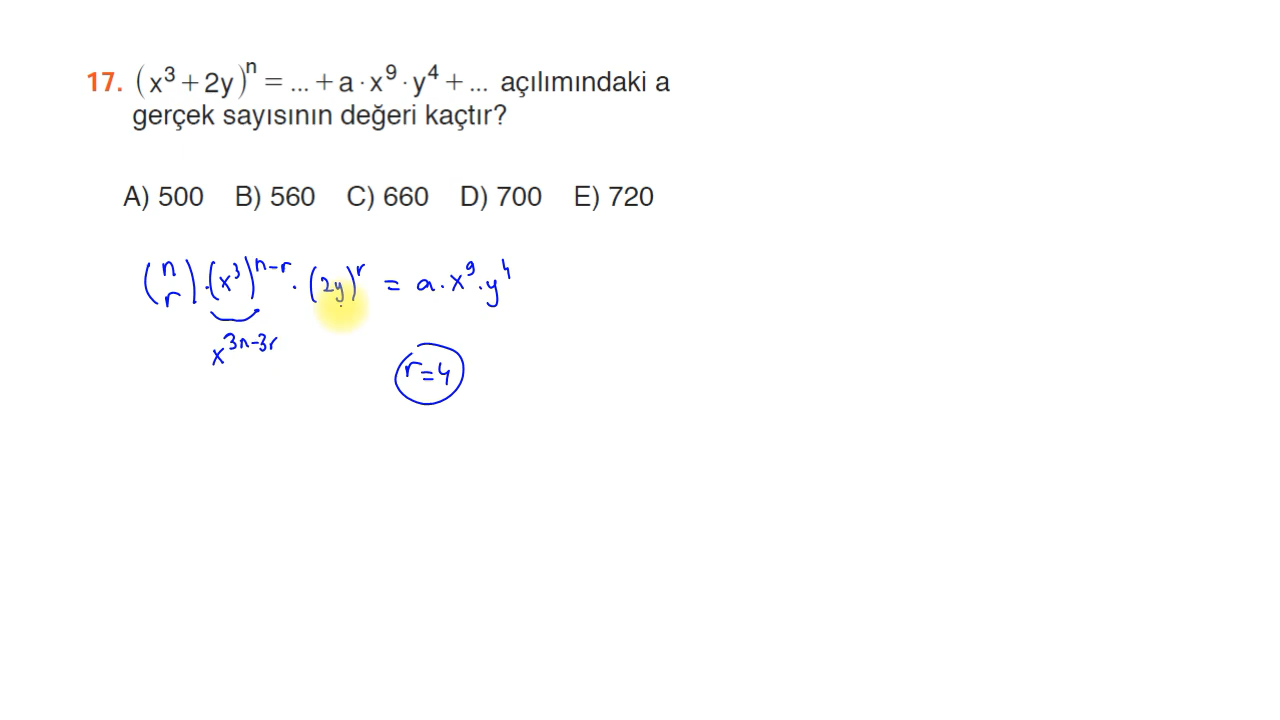 17. (x³ + 2y)ⁿ = ... + a · x⁹ · y⁴ + ... açılımındaki a
gerçek sayısının değeri kaçtır?
A) 500 B) 560 C) 660 D) 700 E) 720
(n r) · (x³)ⁿ⁻ʳ · (2y)ʳ = a · x⁹ · y⁴
x³ⁿ⁻³ʳ
r = 4